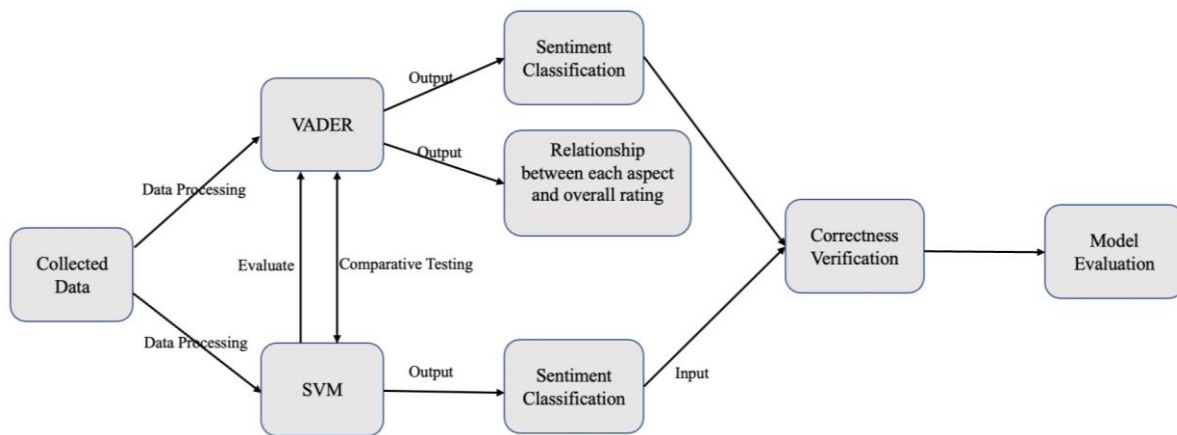 Sentiment
Classification
Output
VADER
Output
Relationship
between each aspect
and overall rating
Data Processing
Collected
Data
Evaluate
Comparative Testing
Correctness
Verification
Model
Evaluation
Data Processing
SVM
Output
Sentiment
Classification
Input